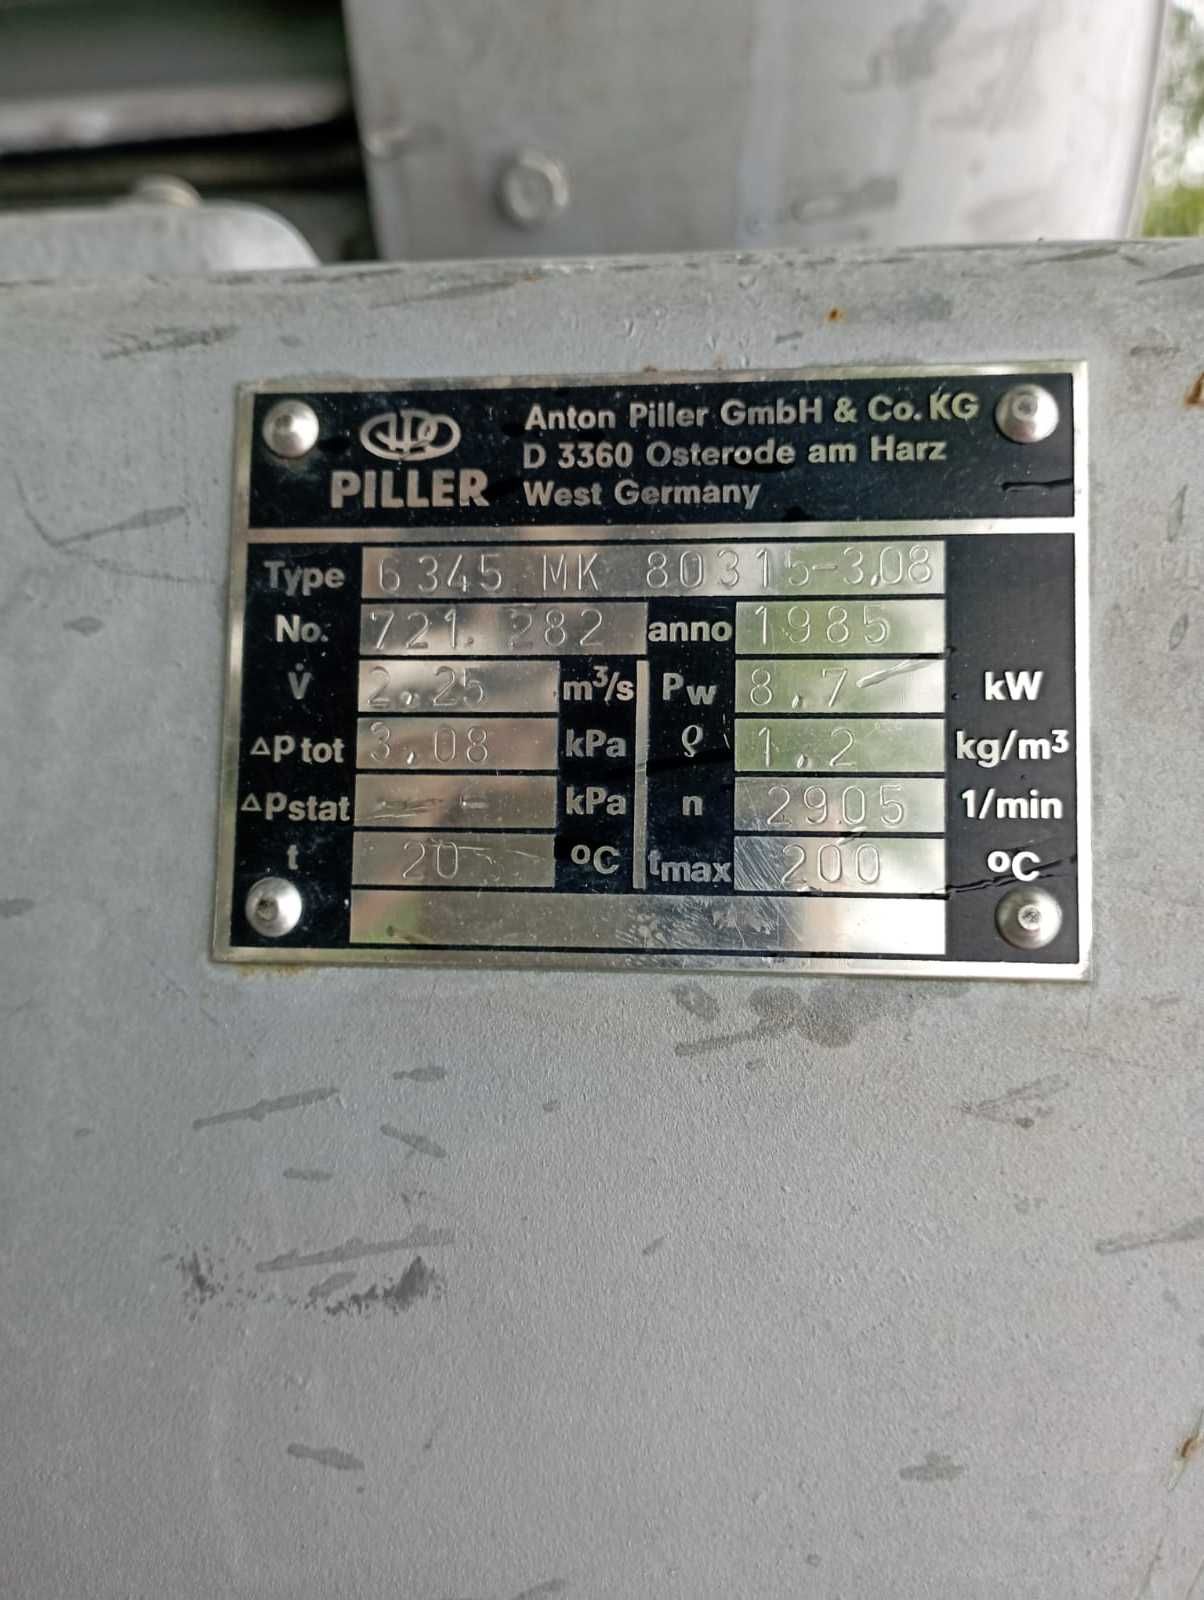 PILLER
Anton Piller GmbH & Co. KG
D 3360 Osterode am Harz
West Germany
Type 6345 MK 80315-3,08
No. 721.282 anno 1985
V̇ 2.25 m³/s Pw 8.7 kW
ΔPtot 3,08 kPa ϱ 1.2 kg/m³
ΔPstat - - kPa n 2905 1/min
t 20 °C tmax 200 °C